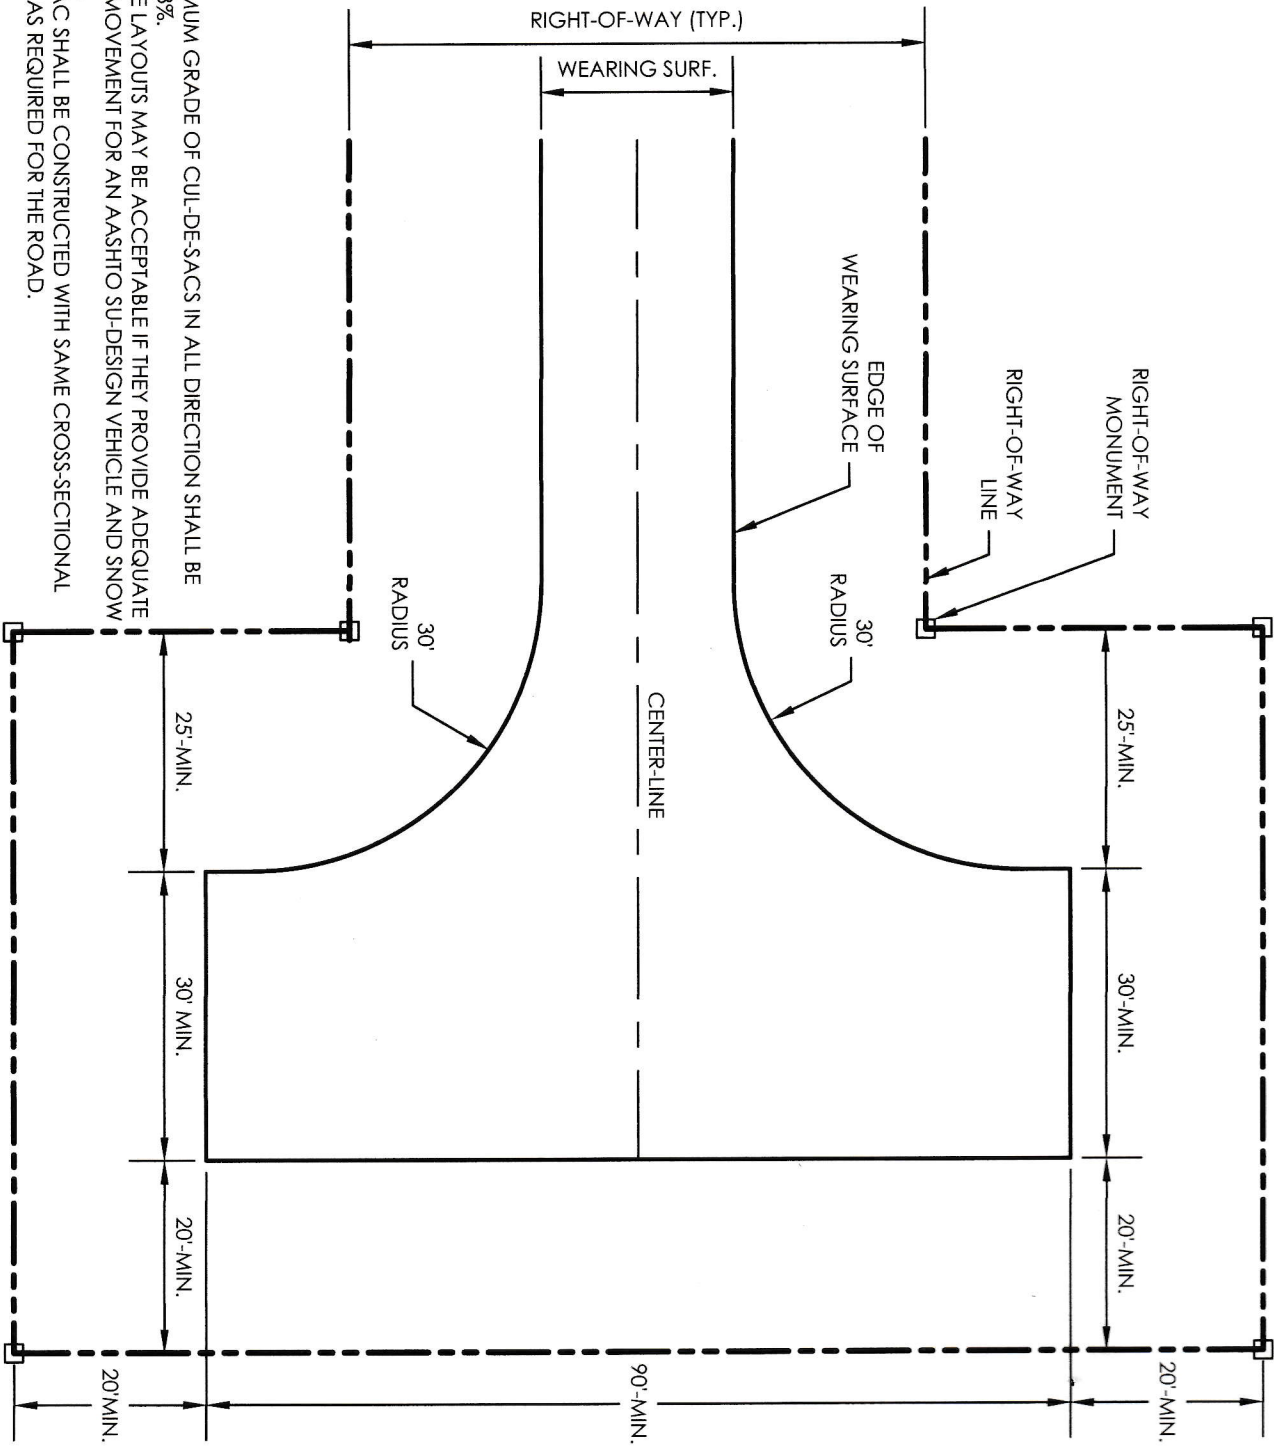 RIGHT-OF-WAY (TYP.)
WEARING SURF.
RIGHT-OF-WAY
MONUMENT
RIGHT-OF-WAY
LINE
EDGE OF
WEARING SURFACE
30'
RADIUS
30'
RADIUS
CENTER-LINE
25'-MIN.
30'-MIN.
20'-MIN.
25'-MIN.
30' MIN.
20'-MIN.
20'-MIN.
90'-MIN.
20'MIN.
MUM GRADE OF CUL-DE-SACS IN ALL DIRECTION SHALL BE
3%.
E LAYOUTS MAY BE ACCEPTABLE IF THEY PROVIDE ADEQUATE
MOVEMENT FOR AN AASHTO SU-DESIGN VEHICLE AND SNOW
AC SHALL BE CONSTRUCTED WITH SAME CROSS-SECTIONAL
AS REQUIRED FOR THE ROAD.